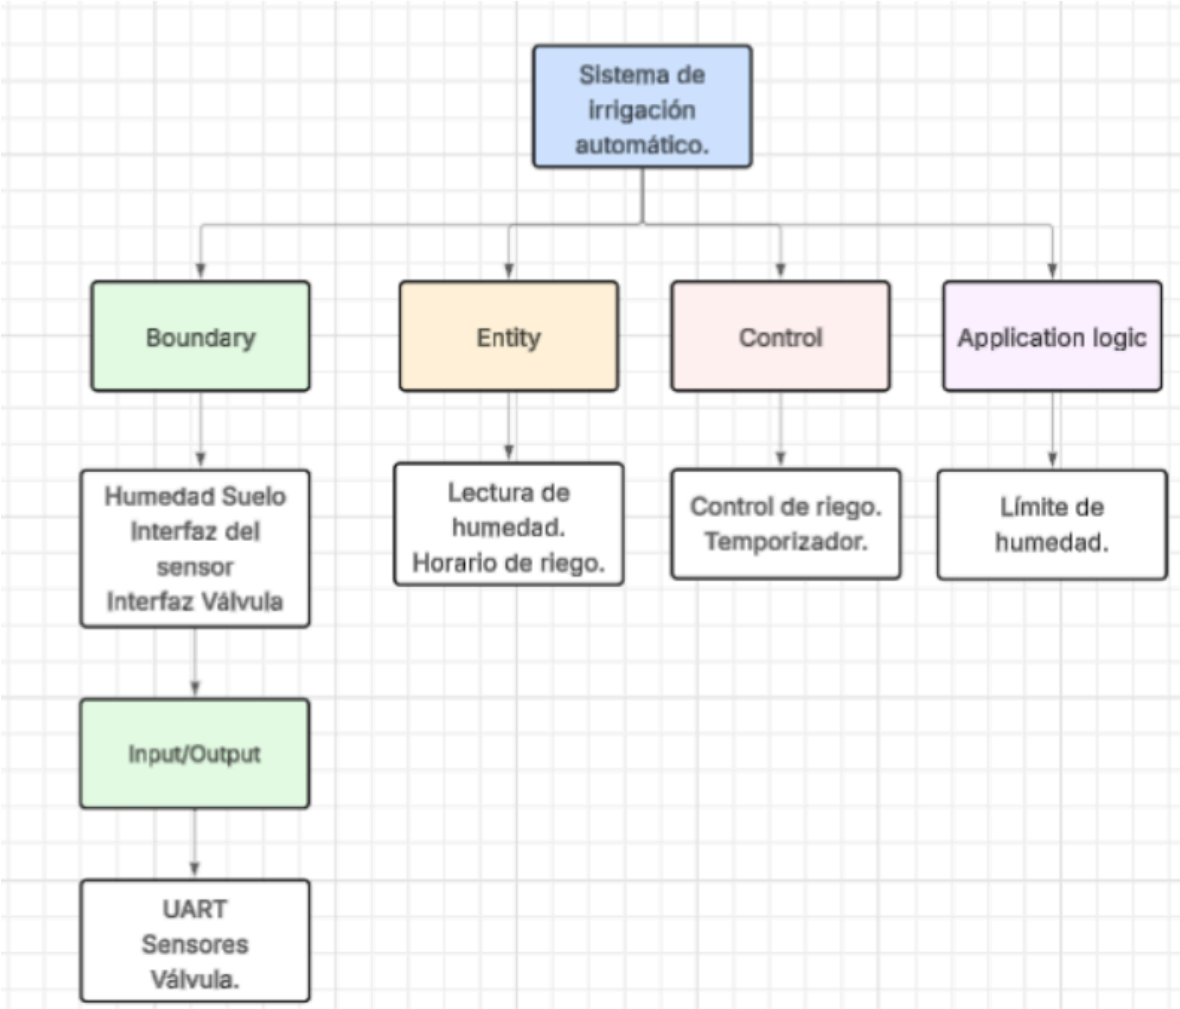 Sistema de
irrigación
automático.
Boundary
Entity
Control
Application logic
Humedad Suelo
Interfaz del
sensor
Interfaz Válvula
Lectura de
humedad.
Horario de riego.
Control de riego.
Temporizador.
Límite de
humedad.
Input/Output
UART
Sensores
Válvula.